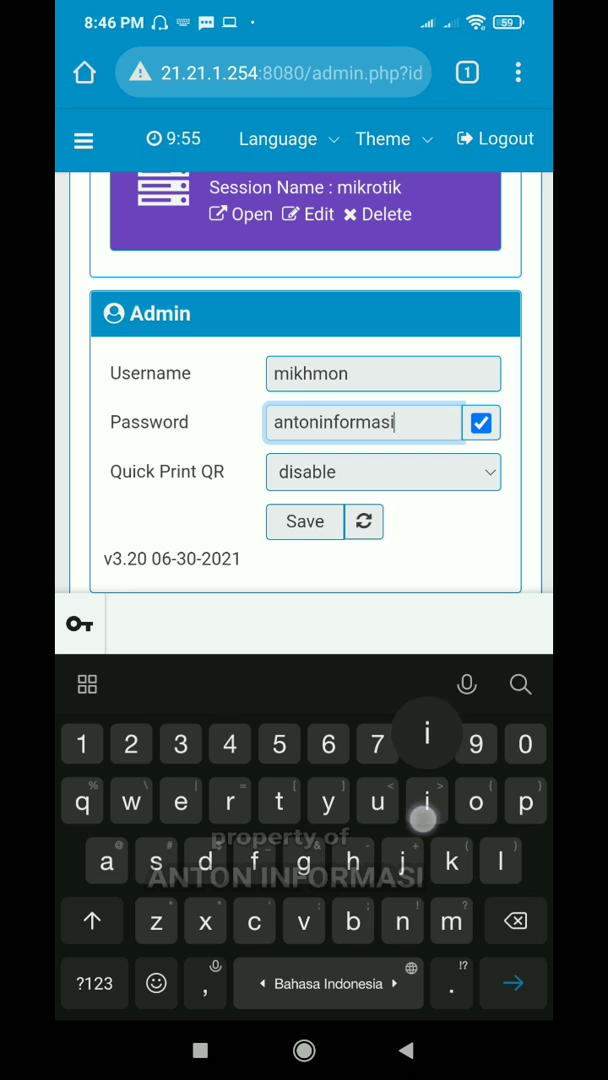 8:46 PM
59
21.21.1.254:8080/admin.php?id
1
9:55 Language Theme Logout
Session Name : mikrotik
Open Edit Delete
Admin
Username mikhmon
Password antoninformasi
Quick Print QR disable
Save
v3.20 06-30-2021
i
1 2 3 4 5 6 7 9 0
q w e r t y u i o p
property of
a s d f g h j k l
ANTON INFORMASI
z x c v b n m
?123 , Bahasa Indonesia . !?